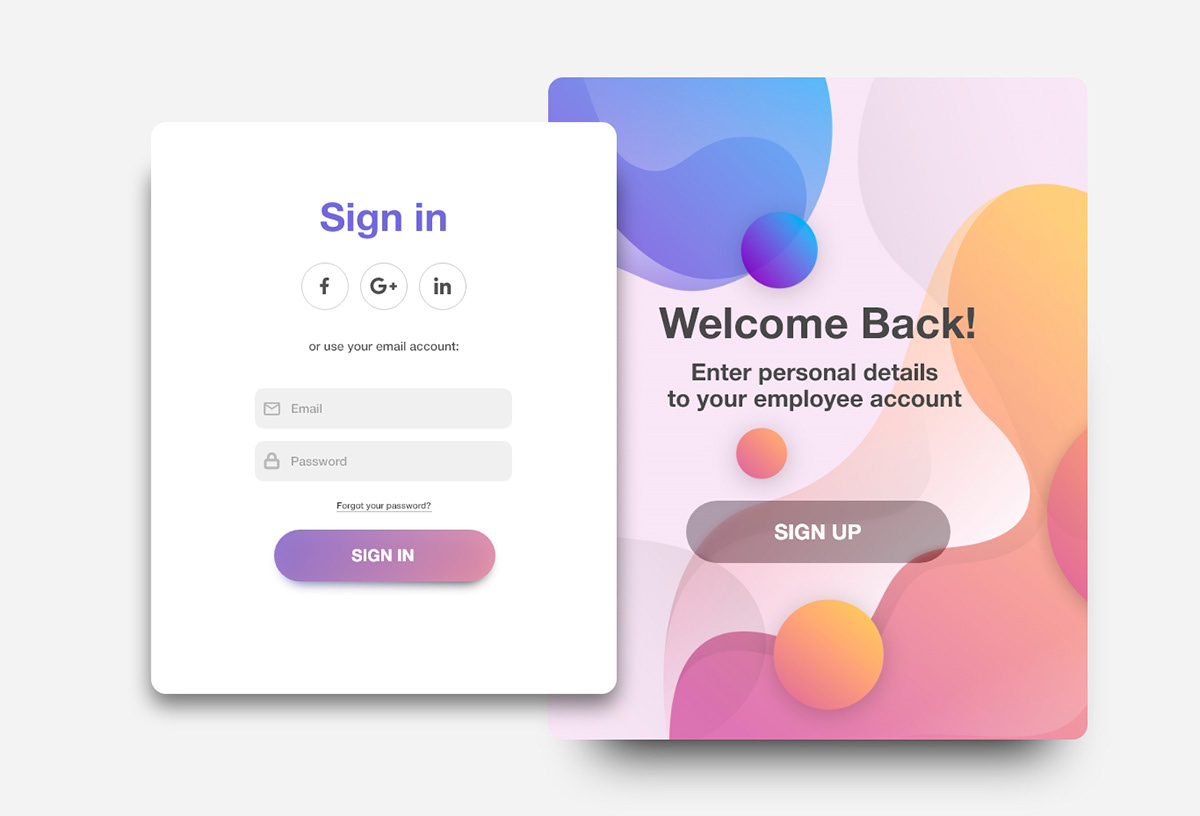 Sign in
f G+ in
or use your email account:
Email
Password
Forgot your password?
SIGN IN
Welcome Back!
Enter personal details
to your employee account
SIGN UP